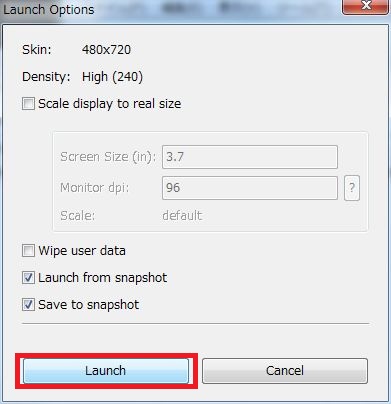 Launch Options
Skin: 480x720
Density: High (240)
Scale display to real size
Screen Size (in): 3.7
Monitor dpi: 96 ?
Scale: default
Wipe user data
Launch from snapshot
Save to snapshot
Launch Cancel